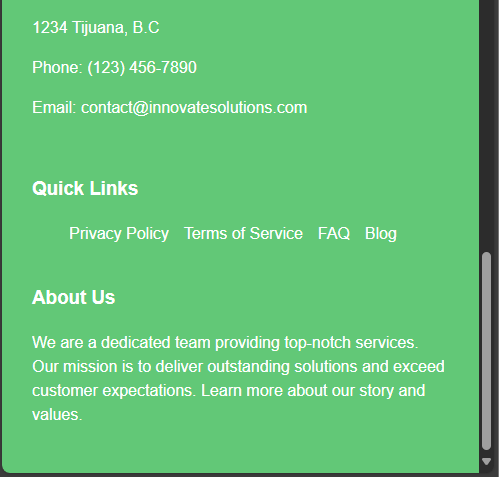 1234 Tijuana, B.C
Phone: (123) 456-7890
Email: contact@innovatesolutions.com
Quick Links
Privacy Policy Terms of Service FAQ Blog
About Us
We are a dedicated team providing top-notch services.
Our mission is to deliver outstanding solutions and exceed
customer expectations. Learn more about our story and
values.